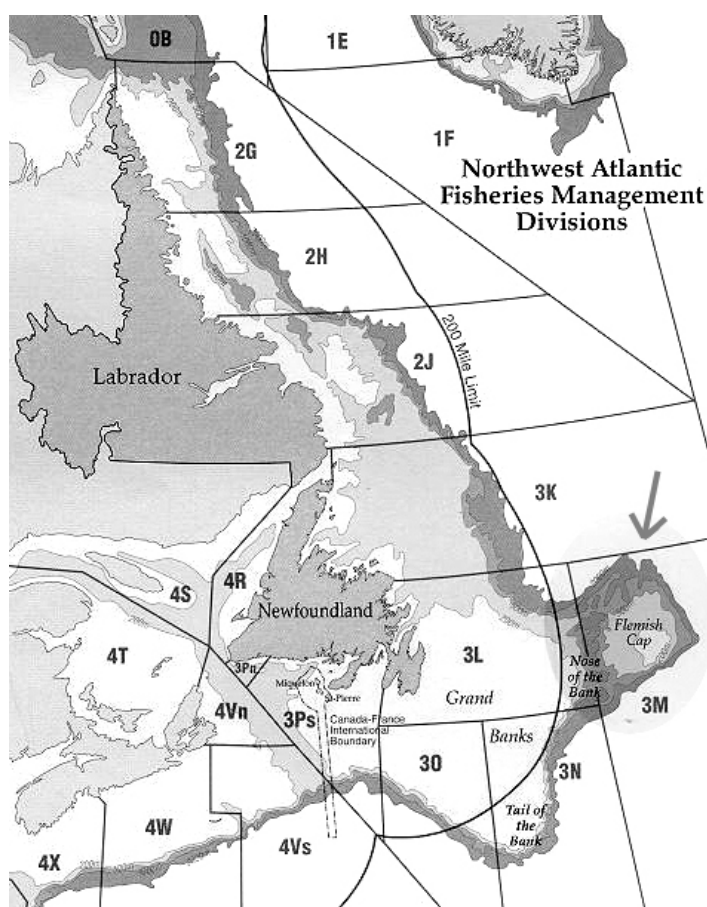 0B
1E
1F
2G
Northwest Atlantic
Fisheries Management
Divisions
2H
200 Mile Limit
2J
Labrador
3K
4S
4R
Newfoundland
Flemish
Cap
4T
3Pn
3L
Nose
of the
Bank
Miquelon
St-Pierre
Grand
3M
4Vn
3Ps
Canada-France
International
Boundary
3O
Banks
3N
Tail of
the
Bank
4W
4Vs
4X